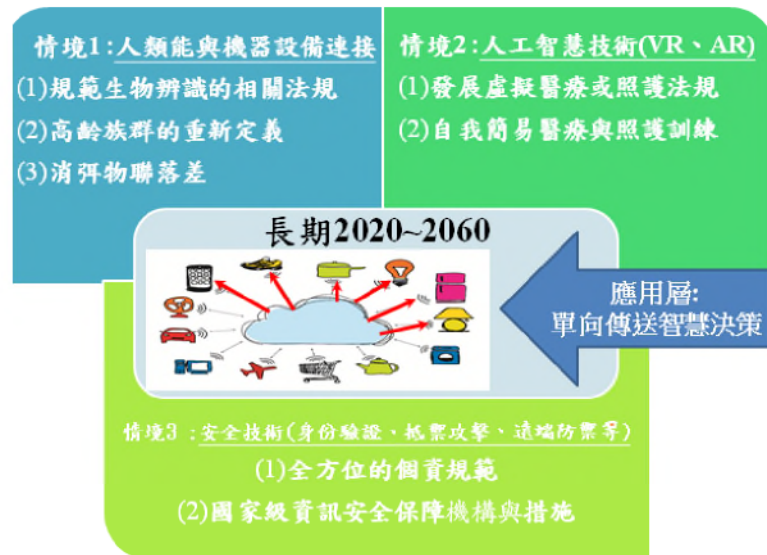 情境1:人類能與機器設備連接
(1)規範生物辨識的相關法規
(2)高齡族群的重新定義
(3)消弭物聯落差
情境2:人工智慧技術(VR、AR)
(1)發展虛擬醫療或照護法規
(2)自我簡易醫療與照護訓練
長期2020~2060
應用層:
單向傳送智慧決策
情境3 :安全技術(身份驗證、抵禦攻擊、遠端防禦等)
(1)全方位的個資規範
(2)國家級資訊安全保障機構與措施